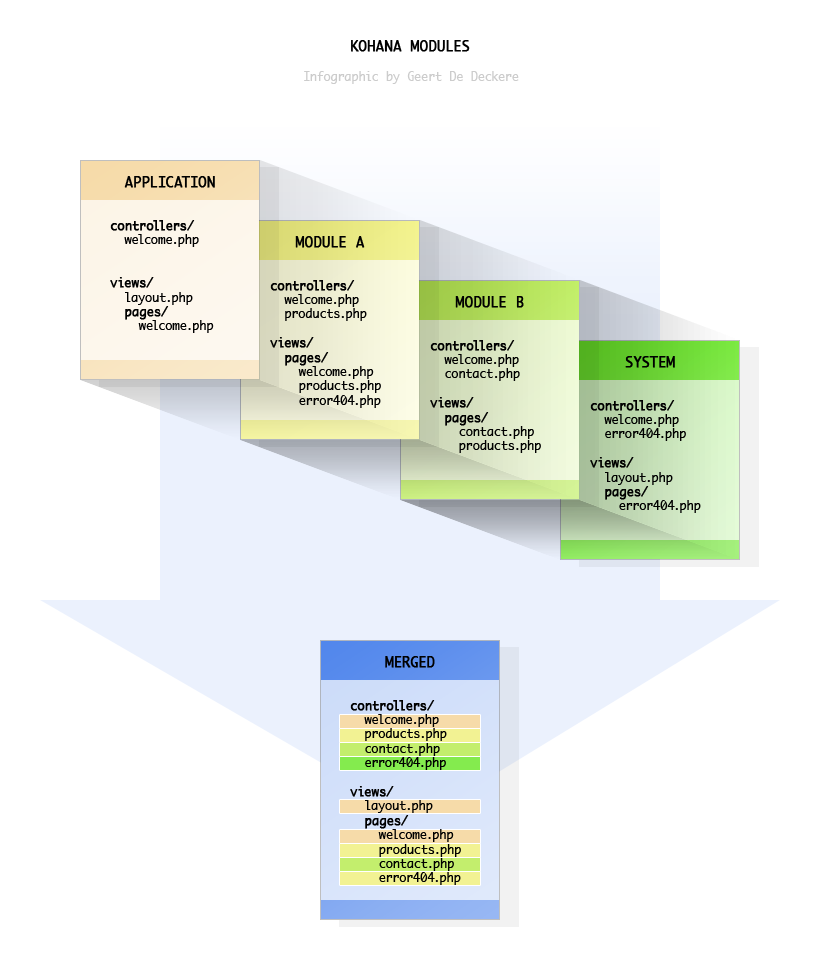 KOHANA MODULES
Infographic by Geert De Deckere
APPLICATION
controllers/
welcome.php
views/
layout.php
pages/
welcome.php
MODULE A
controllers/
welcome.php
products.php
views/
pages/
welcome.php
products.php
error404.php
MODULE B
controllers/
welcome.php
contact.php
views/
pages/
contact.php
products.php
SYSTEM
controllers/
welcome.php
error404.php
views/
layout.php
pages/
error404.php
MERGED
controllers/
welcome.php
products.php
contact.php
error404.php
views/
layout.php
pages/
welcome.php
products.php
contact.php
error404.php